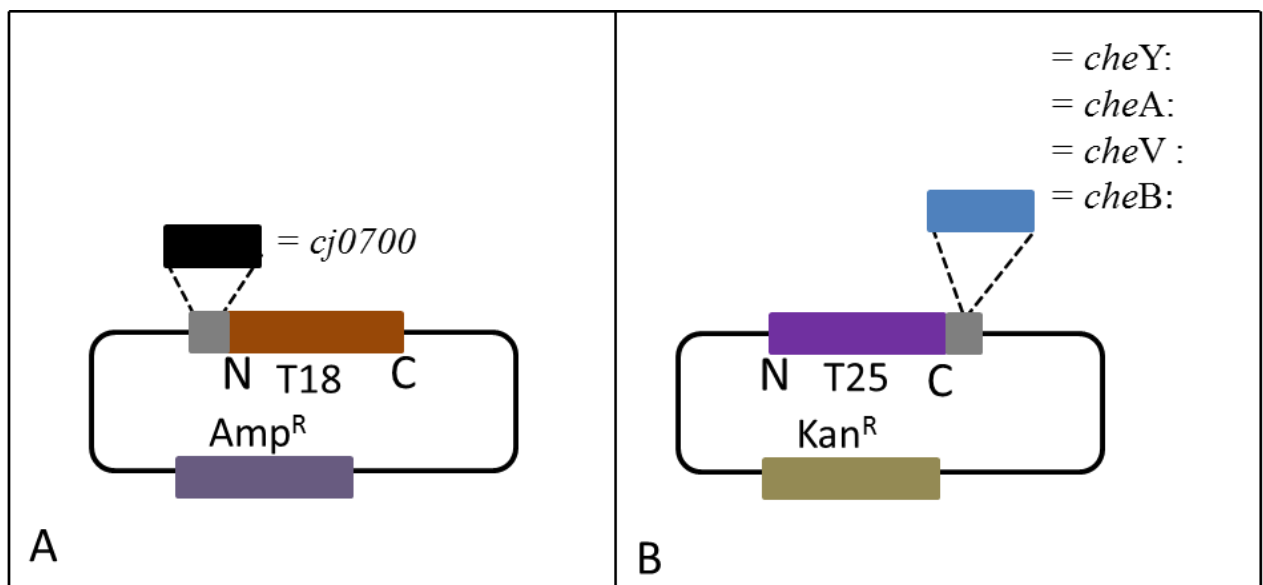 = cj0700
N T18 C
Amp^R
A
= cheY:
= cheA:
= cheV :
= cheB:
N T25 C
Kan^R
B